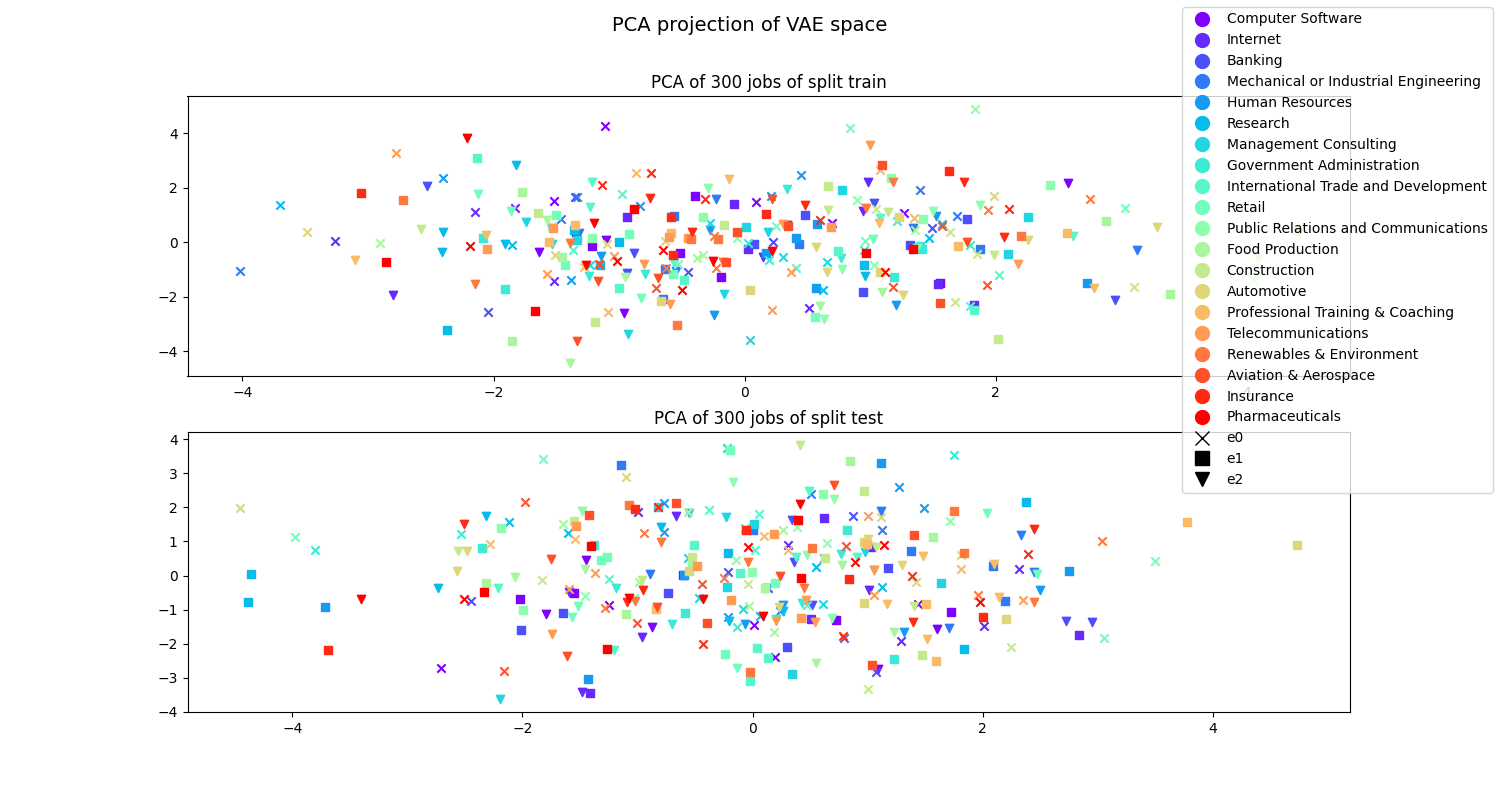 PCA projection of VAE space
PCA of 300 jobs of split train
4
2
0
−2
−4
−4
−2
0
2
4
PCA of 300 jobs of split test
4
3
2
1
0
−1
−2
−3
−4
−4
−2
0
2
4
Computer Software
Internet
Banking
Mechanical or Industrial Engineering
Human Resources
Research
Management Consulting
Government Administration
International Trade and Development
Retail
Public Relations and Communications
Food Production
Construction
Automotive
Professional Training & Coaching
Telecommunications
Renewables & Environment
Aviation & Aerospace
Insurance
Pharmaceuticals
e0
e1
e2